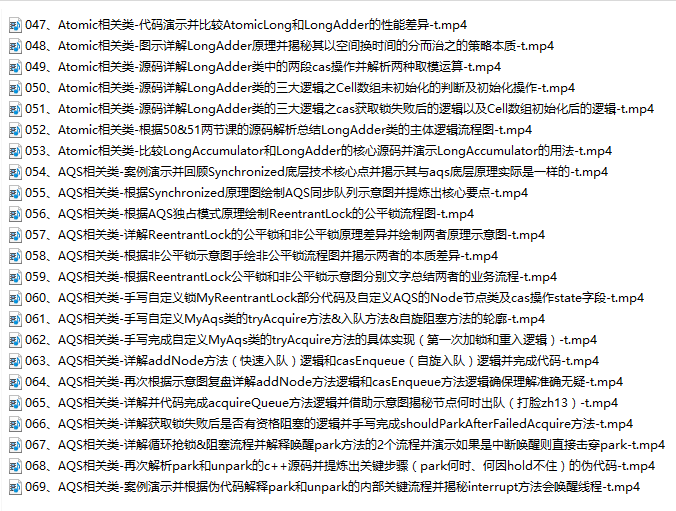 047、Atomic相关类-代码演示并比较AtomicLong和LongAdder的性能差异-t.mp4
048、Atomic相关类-图示详解LongAdder原理并揭秘其以空间换时间的分而治之的策略本质-t.mp4
049、Atomic相关类-源码详解LongAdder类中的两段cas操作并解析两种取模运算-t.mp4
050、Atomic相关类-源码详解LongAdder类的三大逻辑之Cell数组未初始化的判断及初始化操作-t.mp4
051、Atomic相关类-源码详解LongAdder类的三大逻辑之cas获取锁失败后的逻辑以及Cell数组初始化后的逻辑-t.mp4
052、Atomic相关类-根据50&51两节课的源码解析总结LongAdder类的主体逻辑流程图-t.mp4
053、Atomic相关类-比较LongAccumulator和LongAdder的核心源码并演示LongAccumulator的用法-t.mp4
054、AQS相关类-案例演示并回顾Synchronized底层技术核心点并揭示其与aqs底层原理实际是一样的-t.mp4
055、AQS相关类-根据Synchronized原理图绘制AQS同步队列示意图并提炼出核心要点-t.mp4
056、AQS相关类-根据AQS独占模式原理绘制ReentrantLock的公平锁流程图-t.mp4
057、AQS相关类-详解ReentrantLock的公平锁和非公平锁原理差异并绘制两者原理示意图-t.mp4
058、AQS相关类-根据非公平锁示意图手绘非公平锁流程图并揭示两者的本质差异-t.mp4
059、AQS相关类-根据ReentrantLock公平锁和非公平锁示意图分别文字总结两者的业务流程-t.mp4
060、AQS相关类-手写自定义锁MyReentrantLock部分代码及自定义AQS的Node节点类及cas操作state字段-t.mp4
061、AQS相关类-手写自定义MyAqs类的tryAcquire方法&入队方法&自旋阻塞方法的轮廓-t.mp4
062、AQS相关类-手写完成自定义MyAqs类的tryAcquire方法的具体实现（第一次加锁和重入逻辑）-t.mp4
063、AQS相关类-详解addNode方法（快速入队）逻辑和casEnqueue（自旋入队）逻辑并完成代码-t.mp4
064、AQS相关类-再次根据示意图复盘详解addNode方法逻辑和casEnqueue方法逻辑确保理解准确无疑-t.mp4
065、AQS相关类-详解并代码完成acquireQueue方法逻辑并借助示意图揭秘节点何时出队（打脸zh13）-t.mp4
066、AQS相关类-详解获取锁失败后是否有资格阻塞的逻辑并手写完成shouldParkAfterFailedAcquire方法-t.mp4
067、AQS相关类-详解循环抢锁&阻塞流程并解释唤醒park方法的2个流程并演示如果是中断唤醒则直接击穿park-t.mp4
068、AQS相关类-再次解析park和unpark的c++源码并提炼出关键步骤（park何时、何因hold不住）的伪代码-t.mp4
069、AQS相关类-案例演示并根据伪代码解释park和unpark的内部关键流程并揭秘interrupt方法会唤醒线程-t.mp4